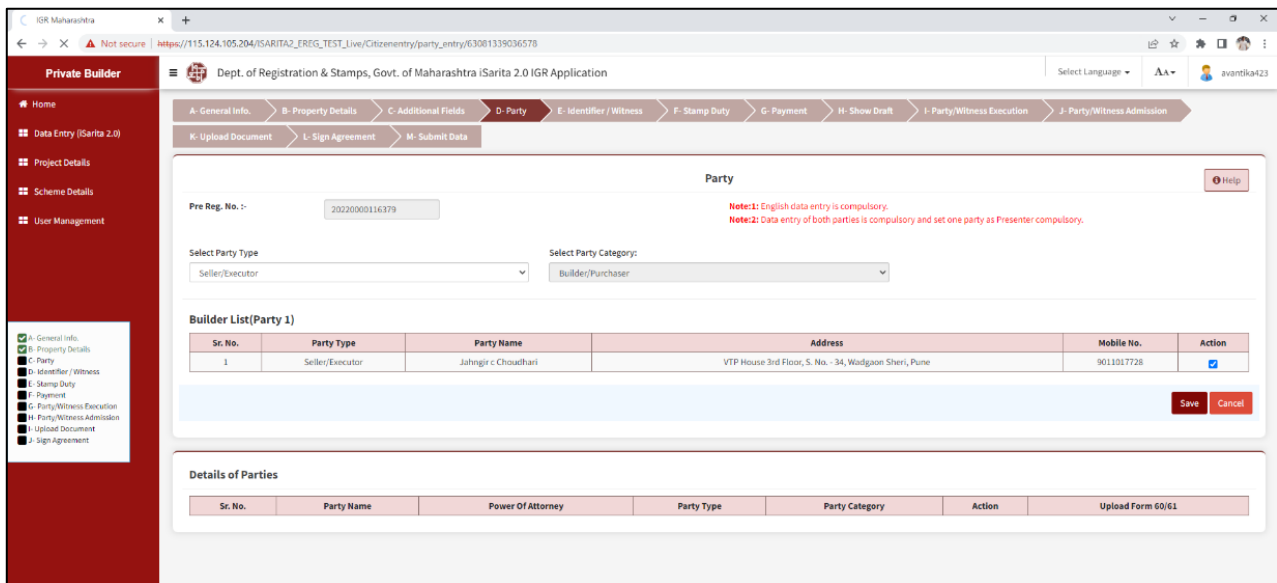 IGR Maharashtra
Not secure | https://115.124.105.204/ISARITA2_EREG_TEST_Live/Citizenentry/party_entry/63081339036578
Private Builder
Dept. of Registration & Stamps, Govt. of Maharashtra iSarita 2.0 IGR Application
Select Language
AA
avantika423
Home
Data Entry (iSarita 2.0)
Project Details
Scheme Details
User Management
A- General Info. B- Property Details C- Additional Fields D- Party E- Identifier / Witness F- Stamp Duty G- Payment H- Show Draft I- Party/Witness Execution J- Party/Witness Admission
K- Upload Document L- Sign Agreement M- Submit Data
Party
Help
Pre Reg. No. :- 20220000116379
Note:1: English data entry is compulsory.
Note:2: Data entry of both parties is compulsory and set one party as Presenter compulsory.
Select Party Type Select Party Category:
Seller/Executor Builder/Purchaser
Builder List(Party 1)
Sr. No. Party Type Party Name Address Mobile No. Action
1 Seller/Executor Jahngir c Choudhari VTP House 3rd Floor, S. No. - 34, Wadgaon Sheri, Pune 9011017728
Save Cancel
A- General Info.
B- Property Details
C- Party
D- Identifier / Witness
E- Stamp Duty
F- Payment
G- Party/Witness Execution
H- Party/Witness Admission
I- Upload Document
J- Sign Agreement
Details of Parties
Sr. No. Party Name Power Of Attorney Party Type Party Category Action Upload Form 60/61